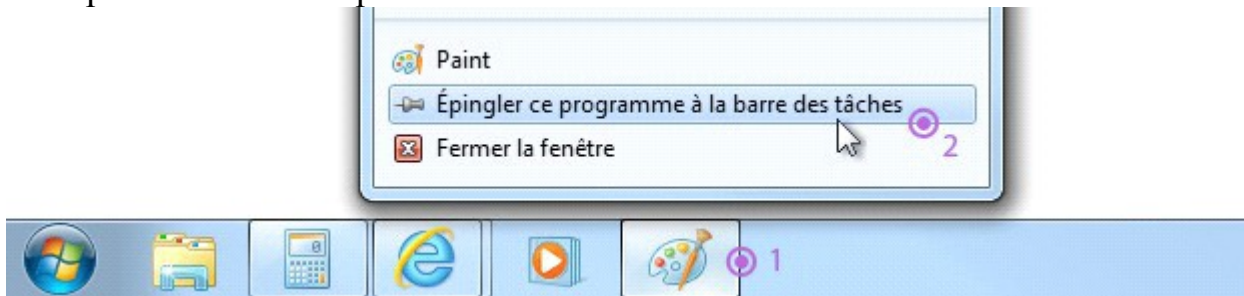 Paint
Épingler ce programme à la barre des tâches
2
Fermer la fenêtre
1